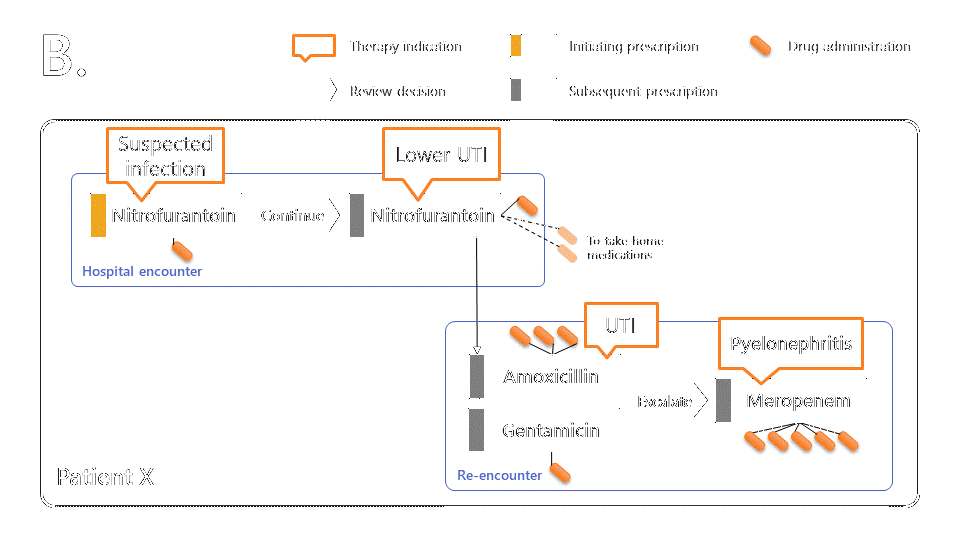 B.
Therapy indication
Initiating prescription
Drug administration
Review decision
Subsequent prescription
Suspected
infection
Lower UTI
Nitrofurantoin
Continue
Nitrofurantoin
To take home
medications
Hospital encounter
UTI
Pyelonephritis
Amoxicillin
Escalate
Meropenem
Gentamicin
Re-encounter
Patient X